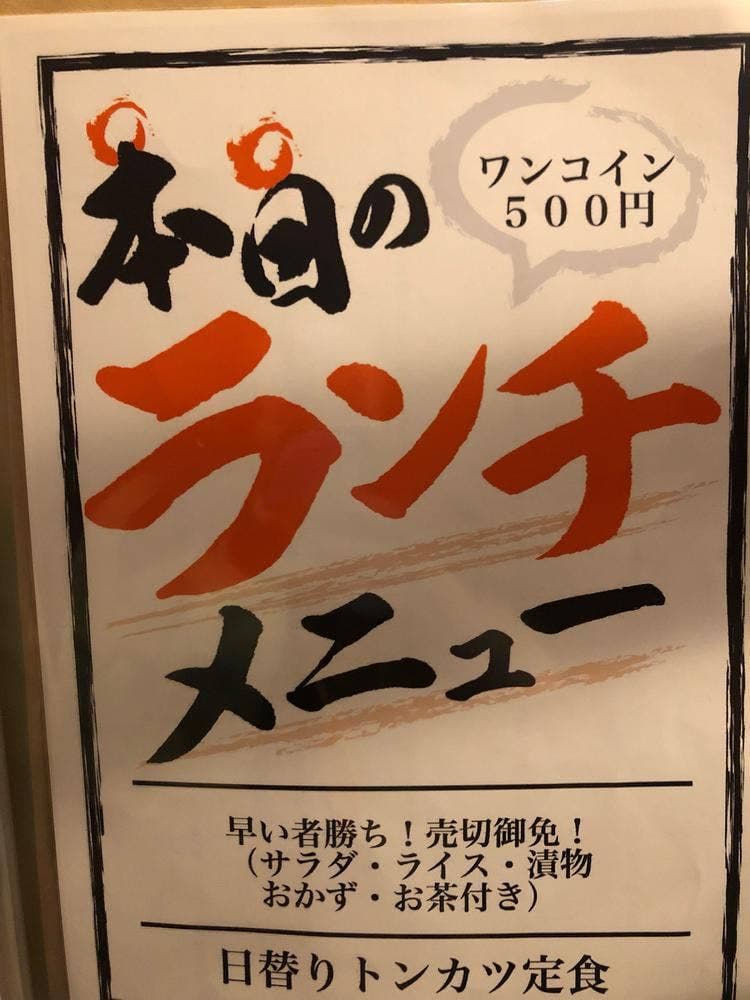 本日の
ワンコイン
５００円
ランチ
メニュー
早い者勝ち！売切御免！
（サラダ・ライス・漬物
おかず・お茶付き）
日替りトンカツ定食